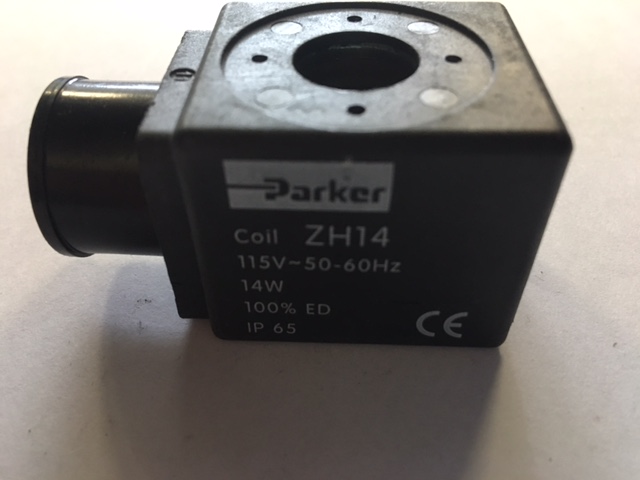 Parker
Coil ZH14
115V~50-60Hz
14W
100% ED
IP 65
CE